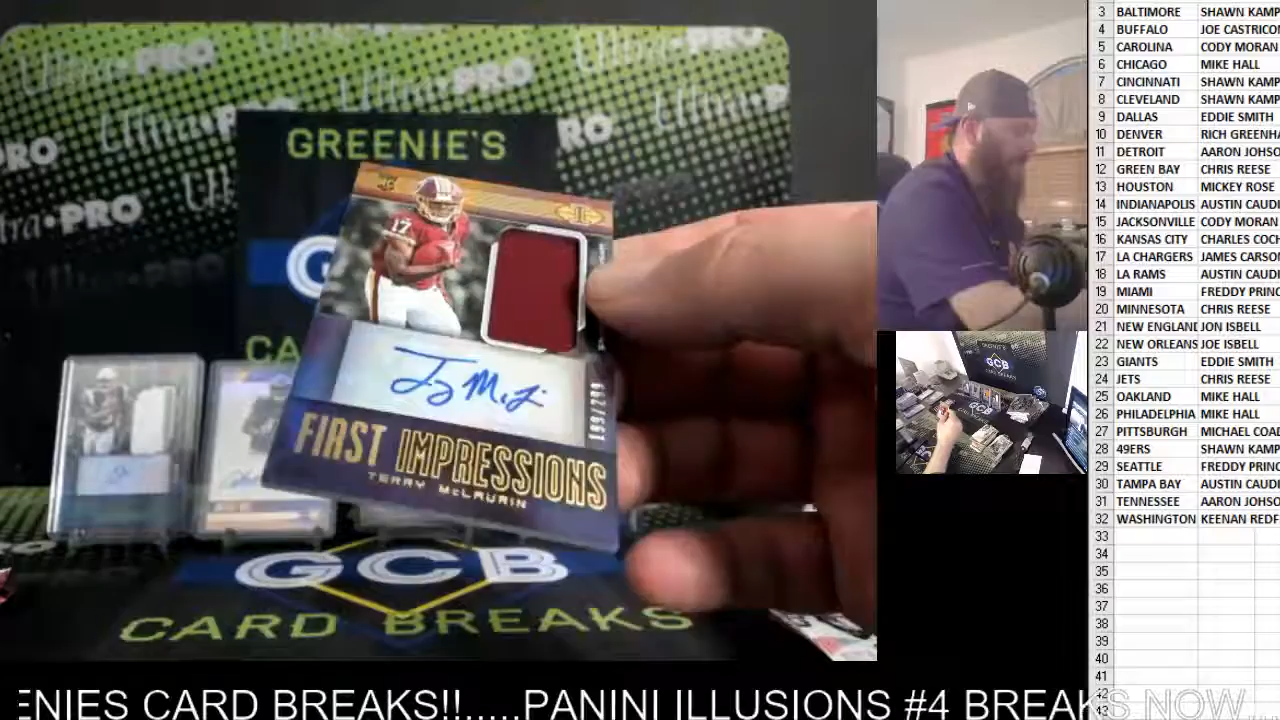 Ultra•PRO
GREENIE'S
GCB
CARD BREAKS
17
FIRST IMPRESSIONS
TERRY McLAURIN
3 BALTIMORE SHAWN KAMP
4 BUFFALO JOE CASTRICON
5 CAROLINA CODY MORAN
6 CHICAGO MIKE HALL
7 CINCINNATI SHAWN KAMP
8 CLEVELAND SHAWN KAMP
9 DALLAS EDDIE SMITH
10 DENVER RICH GREENHA
11 DETROIT AARON JOHSO
12 GREEN BAY CHRIS REESE
13 HOUSTON MICKEY ROSE
14 INDIANAPOLIS AUSTIN CAUDI
15 JACKSONVILLE CODY MORAN
16 KANSAS CITY CHARLES COCH
17 LA CHARGERS JAMES CARSO
18 LA RAMS AUSTIN CAUDI
19 MIAMI FREDDY PRINC
20 MINNESOTA CHRIS REESE
21 NEW ENGLAND JON ISBELL
22 NEW ORLEANS JOE ISBELL
23 GIANTS EDDIE SMITH
24 JETS CHRIS REESE
25 OAKLAND MIKE HALL
26 PHILADELPHIA MIKE HALL
27 PITTSBURGH MICHAEL COAD
28 49ERS SHAWN KAMP
29 SEATTLE FREDDY PRINC
30 TAMPA BAY AUSTIN CAUDI
31 TENNESSEE AARON JOHSO
32 WASHINGTON KEENAN REDF
33
34
35
36
37
38
39
40
41
42
43
ENIES CARD BREAKS!!.....PANINI ILLUSIONS #4 BREAKS NOW...